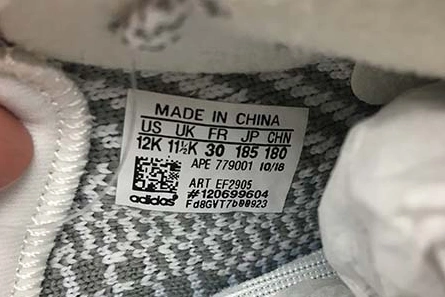 MADE IN CHINA
US UK FR JP CHN
12K 11½K 30 185 180
APE 779001 10/18
ART EF2905
#120699604
adidas